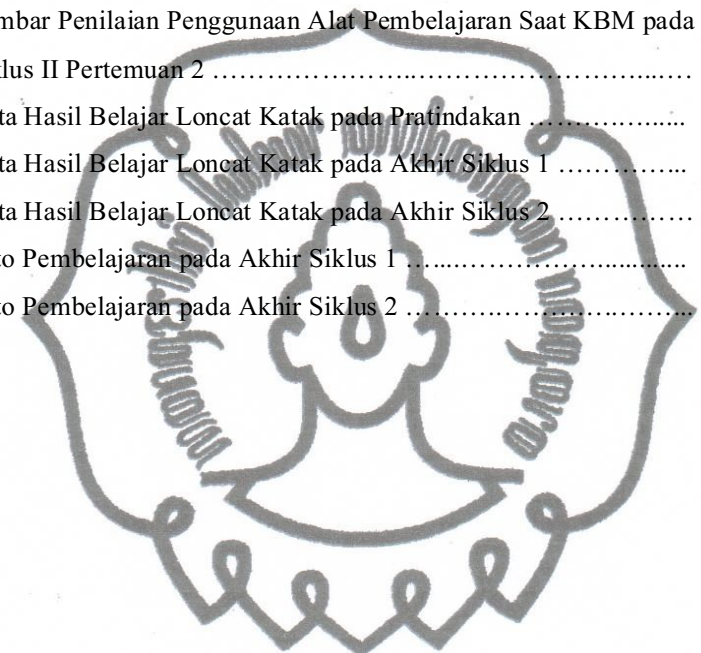 mbar Penilaian Penggunaan Alat Pembelajaran Saat KBM pada
klus II Pertemuan 2 …………………..……………………...….
ta Hasil Belajar Loncat Katak pada Pratindakan ……………......
ta Hasil Belajar Loncat Katak pada Akhir Siklus 1 …………...
ta Hasil Belajar Loncat Katak pada Akhir Siklus 2 ……………
to Pembelajaran pada Akhir Siklus 1 …....………………............
to Pembelajaran pada Akhir Siklus 2 ………………………...